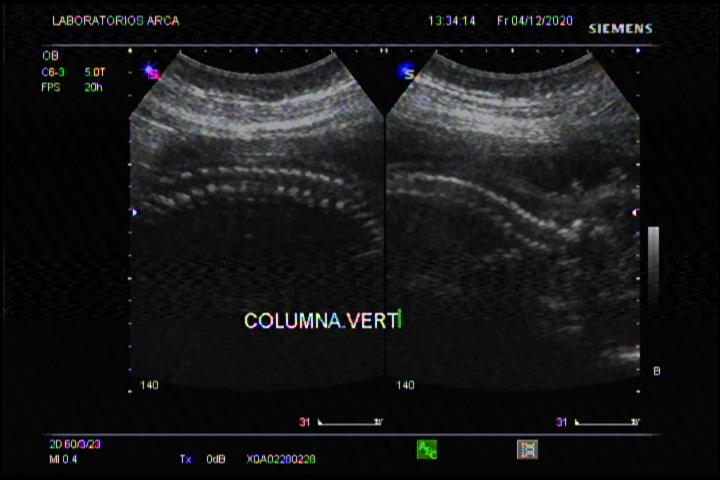 LABORATORIOS ARCA
13:34:14 Fr 04/12/2020
SIEMENS
OB
C6-3 5.0T
FPS 20h
S
S
COLUMNA.VERT
140
140
B
31
31
2D 60/3/23
MI 0.4
Tx 0dB
ABC